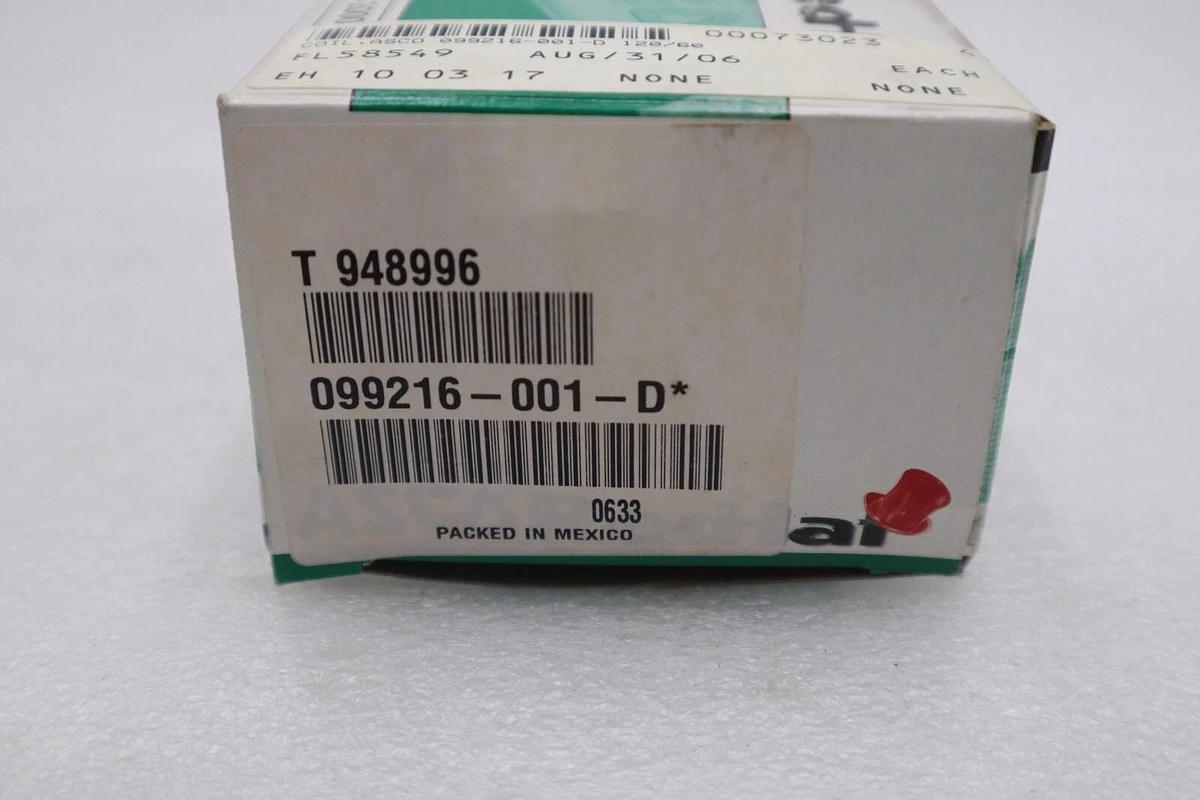 00073023
COIL,ASCO 099216-001-D 120/60
FL58549 AUG/31/06 EACH
EH 10 03 17 NONE NONE
T 948996
099216-001-D*
0633
PACKED IN MEXICO